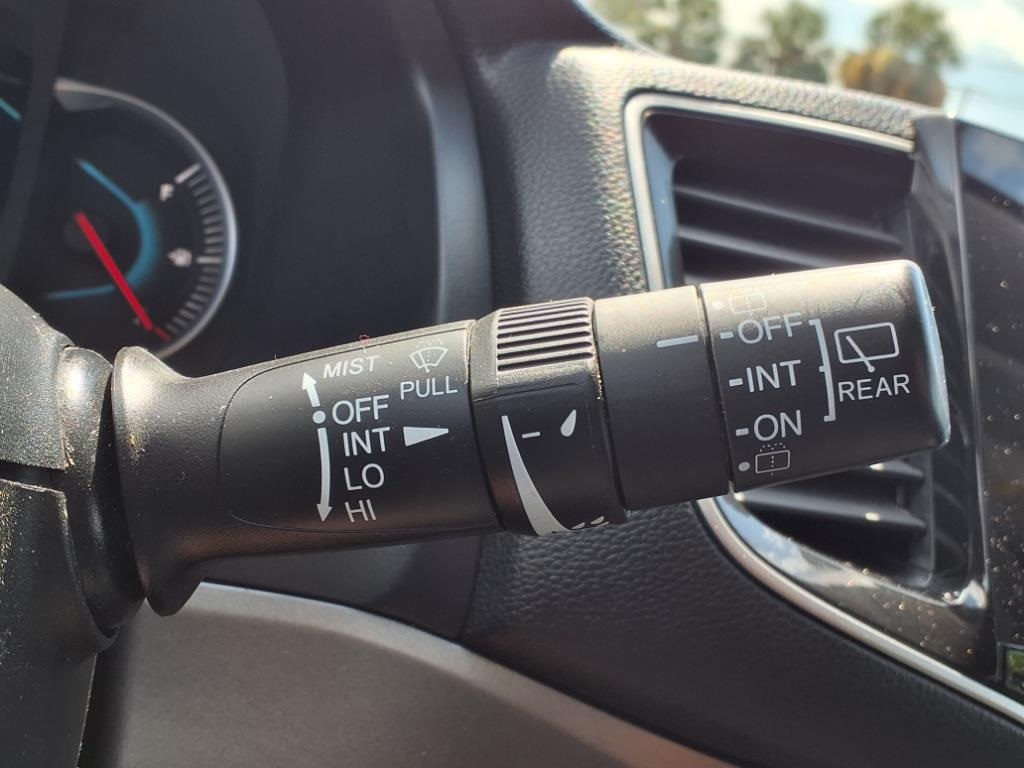 MIST
OFF
INT
LO
HI
PULL
OFF
INT
ON
REAR
F